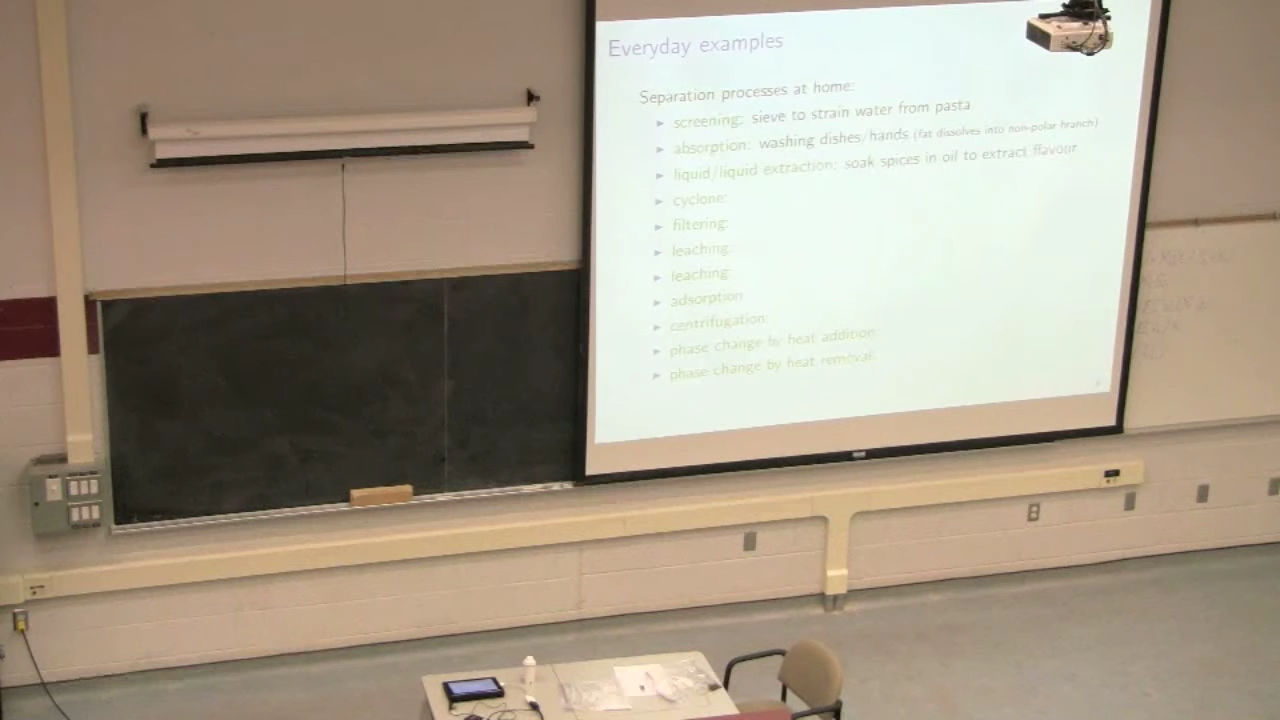 Everyday examples
Separation processes at home:
► screening: sieve to strain water from pasta
► absorption: washing dishes/hands (fat dissolves into non-polar branch)
► liquid/liquid extraction: soak spices in oil to extract flavour
► cyclone:
► filtering:
► leaching:
► leaching:
► adsorption
► centrifugation:
► phase change by heat addition:
► phase change by heat removal: